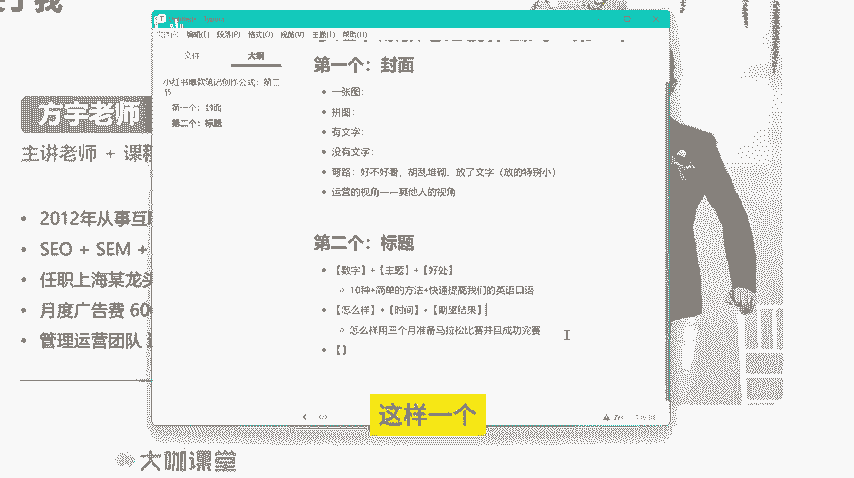 于我
编辑(E) 段落(P) 格式(O) 视图(V) 主题(T) 帮助(H)
文件
大纲
小红书爆款笔记创作公式：第二节
第一个：封面
第二个：标题
第一个：封面
一张图：
拼图：
有文字：
没有文字：
弯路：好不好看，胡乱堆砌，放了文字（放的特别小）
运营的视角——真他人的视角
第二个：标题
【数字】+【主题】+【好处】
10种+简单的方法+快速提高我们的英语口语
【怎么样】+【时间】+【期望结果】
怎么样用三个月准备马拉松比赛并且成功完赛
【】
方宇老师
主讲老师 + 课程
2012年从事互联
SEO + SEM +
任职上海某龙头
月度广告费 60
管理运营团队
这样一个
大咖课堂